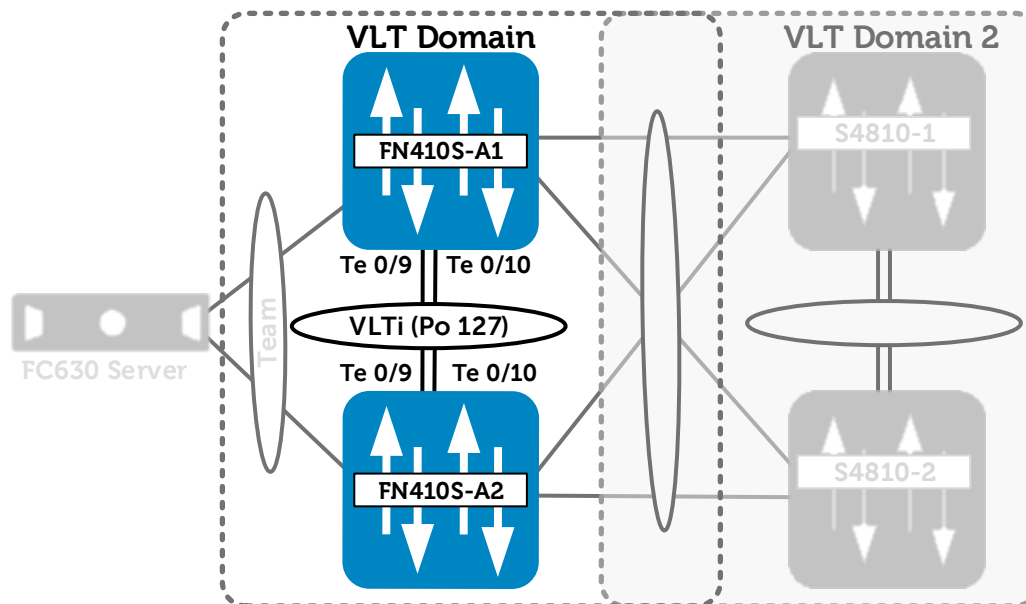 VLT Domain
VLT Domain 2
FN410S-A1
S4810-1
Te 0/9
Te 0/10
Team
VLTi (Po 127)
FC630 Server
Te 0/9
Te 0/10
FN410S-A2
S4810-2